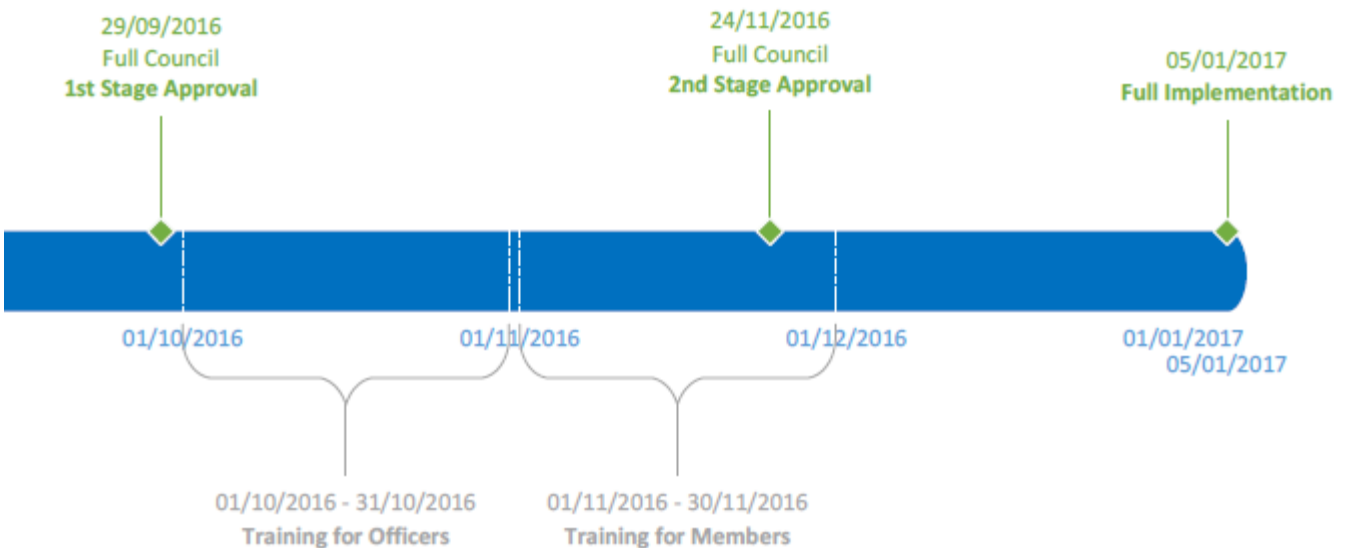 29/09/2016
Full Council
1st Stage Approval
24/11/2016
Full Council
2nd Stage Approval
05/01/2017
Full Implementation
01/10/2016
01/11/2016
01/12/2016
01/01/2017
05/01/2017
01/10/2016 - 31/10/2016
Training for Officers
01/11/2016 - 30/11/2016
Training for Members